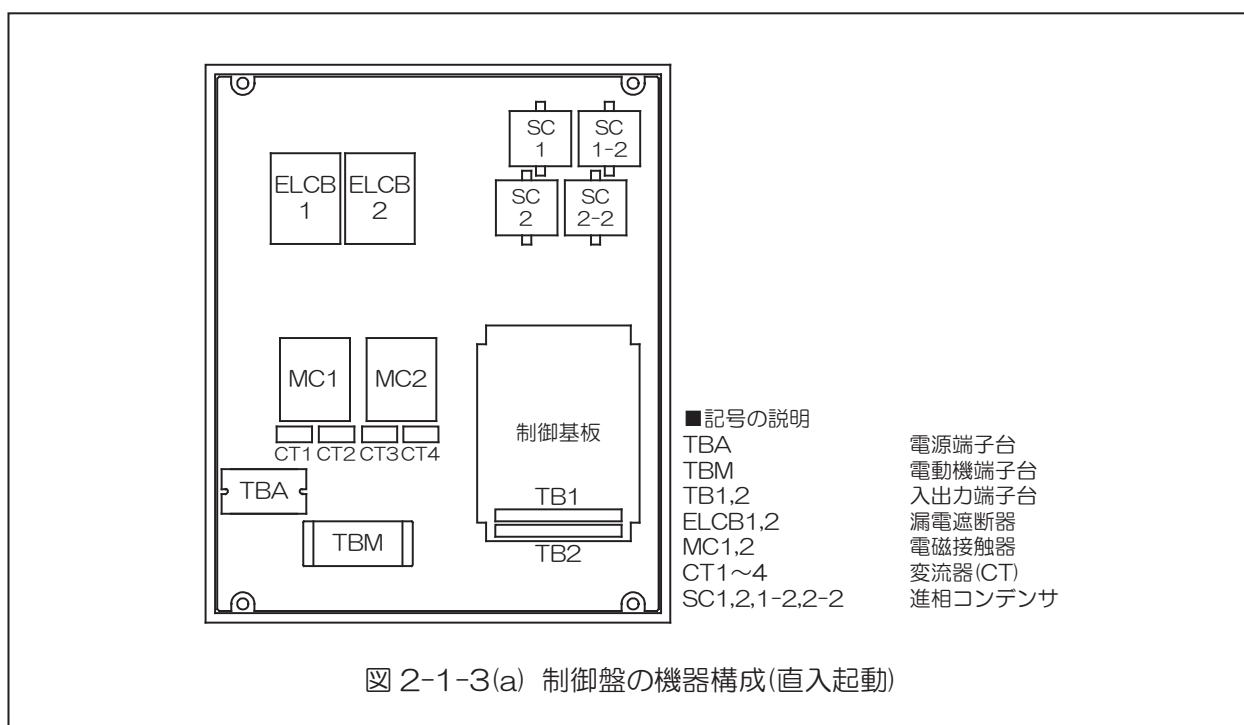 SC
1
SC
1-2
ELCB
1
ELCB
2
SC
2
SC
2-2
MC1
MC2
制御基板
CT1 CT2 CT3 CT4
TBA
TB1
TBM
TB2
■記号の説明
TBA 電源端子台
TBM 電動機端子台
TB1,2 入出力端子台
ELCB1,2 漏電遮断器
MC1,2 電磁接触器
CT1～4 変流器(CT)
SC1,2,1-2,2-2 進相コンデンサ
図 2-1-3(a) 制御盤の機器構成(直入起動)